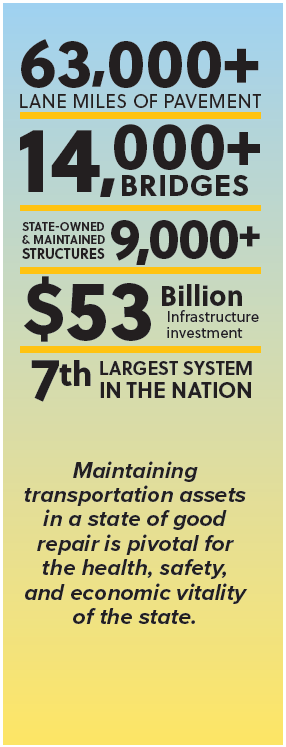 63,000+
LANE MILES OF PAVEMENT
14,000+
BRIDGES
STATE-OWNED
& MAINTAINED
STRUCTURES
9,000+
$53 Billion
Infrastructure
investment
7th LARGEST SYSTEM
IN THE NATION
Maintaining
transportation assets
in a state of good
repair is pivotal for
the health, safety,
and economic vitality
of the state.